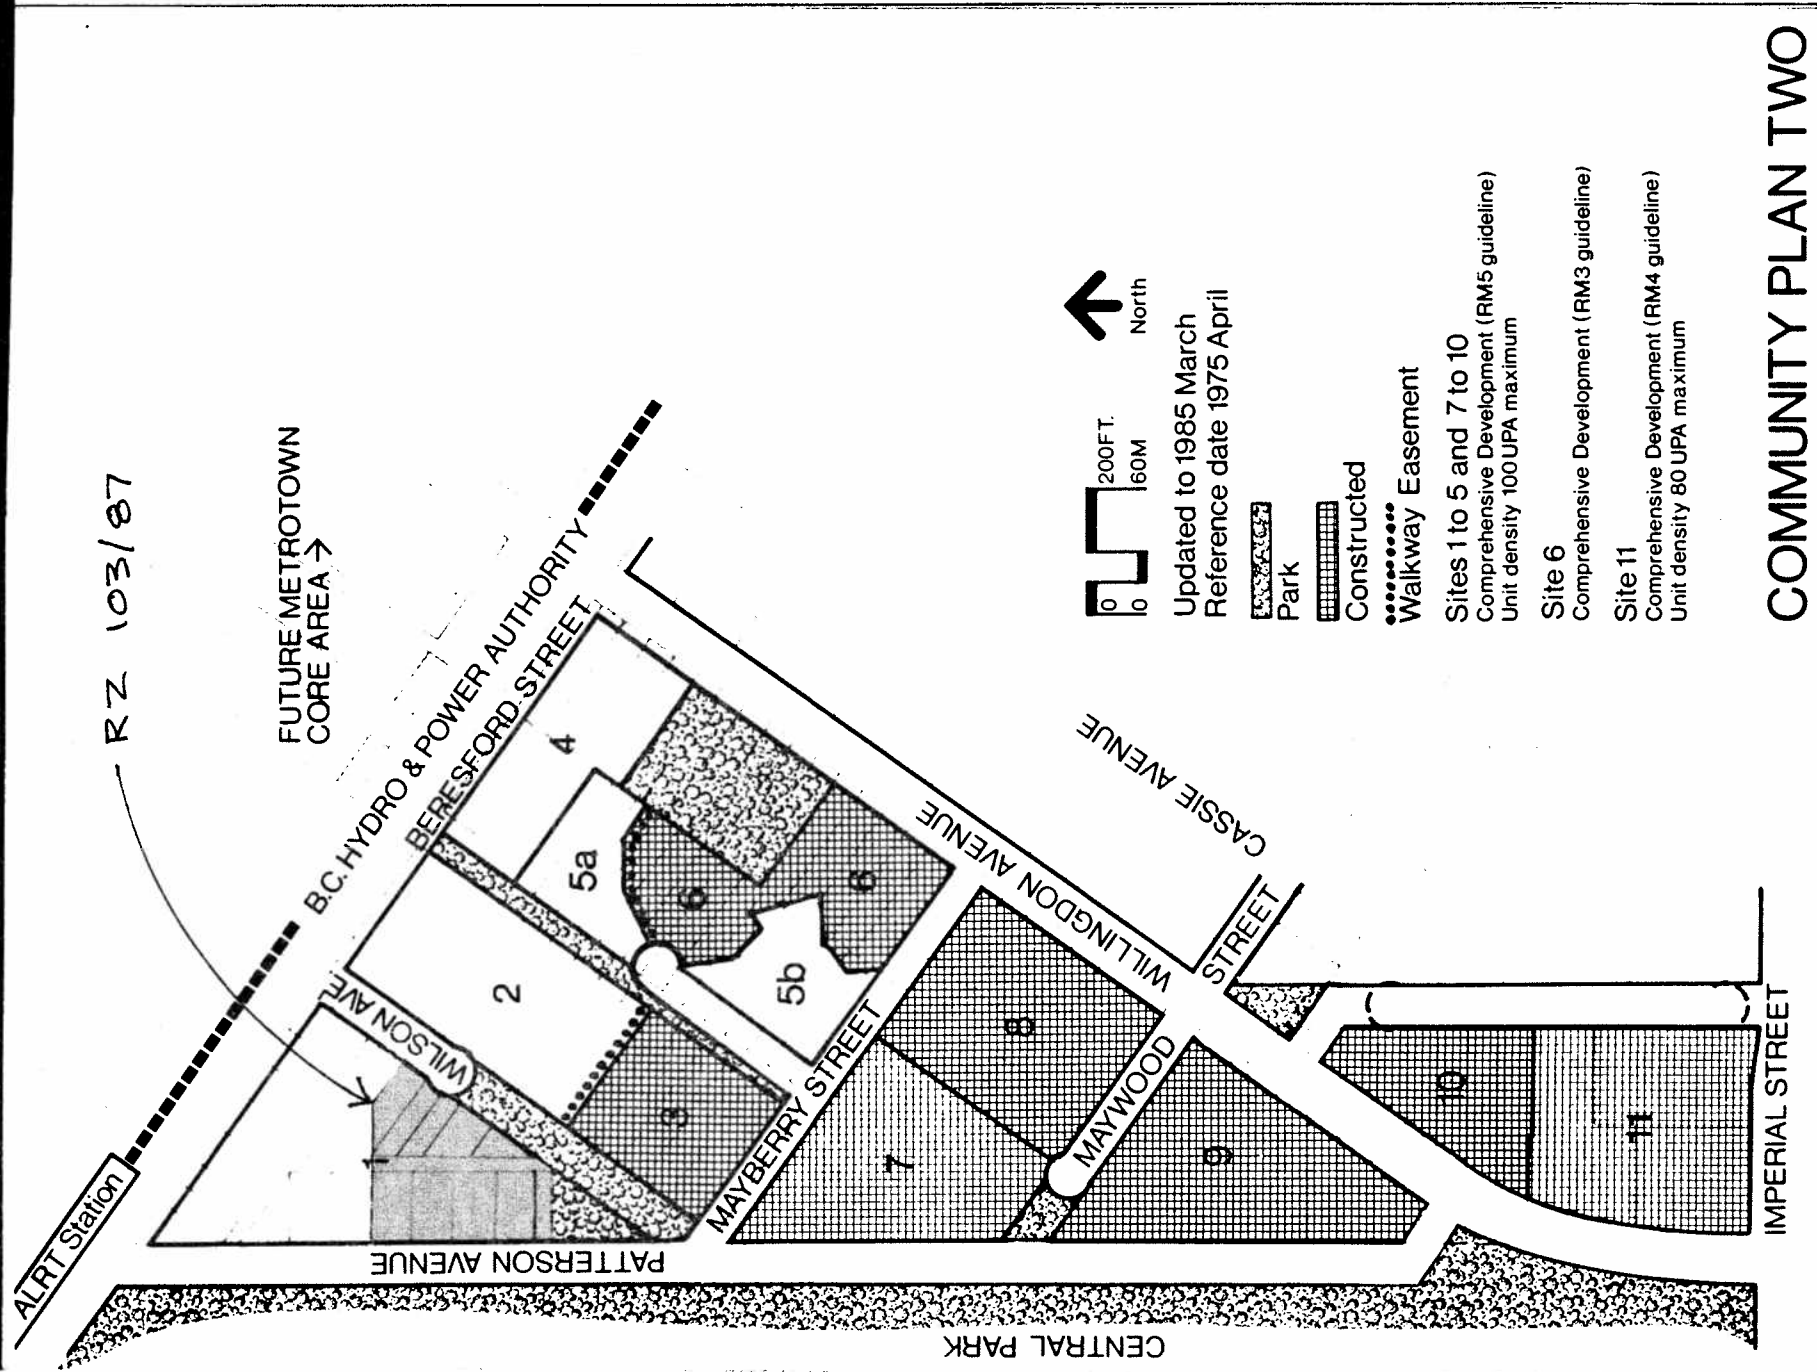 RZ 103/87
FUTURE METROTOWN
CORE AREA →
ALRT Station
B.C. HYDRO & POWER AUTHORITY
BERESFORD STREET
WILSON AVE
WILSON
PATTERSON AVENUE
CENTRAL PARK
MAYBERRY STREET
WILLINGDON AVENUE
CASSIE AVENUE
MAYWOOD
STREET
IMPERIAL STREET
1
2
3
4
5a
5b
6
6
7
8
9
10
11
0 200FT.
0 60M
North
Updated to 1985 March
Reference date 1975 April
Park
Constructed
Walkway Easement
Sites 1 to 5 and 7 to 10
Comprehensive Development (RM5 guideline)
Unit density 100 UPA maximum
Site 6
Comprehensive Development (RM3 guideline)
Site 11
Comprehensive Development (RM4 guideline)
Unit density 80 UPA maximum
COMMUNITY PLAN TWO